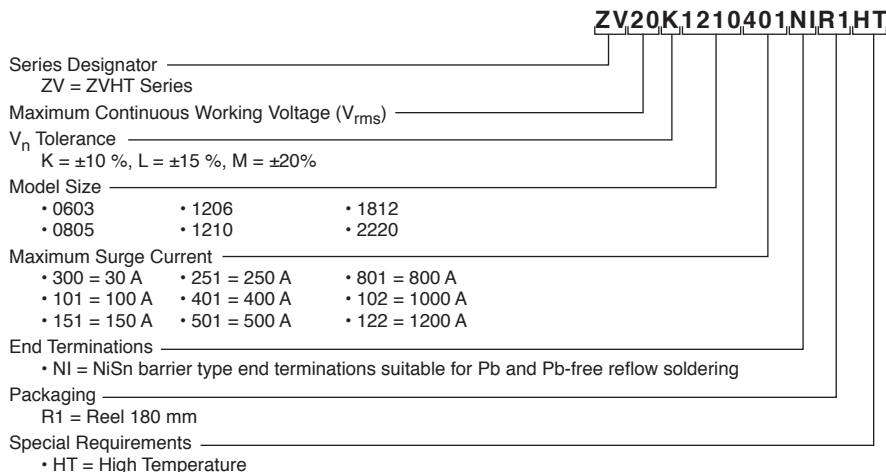 ZV20K1210401NIR1HT
Series Designator
ZV = ZVHT Series
Maximum Continuous Working Voltage (Vrms)
Vn Tolerance
K = ±10 %, L = ±15 %, M = ±20%
Model Size
• 0603 • 1206 • 1812
• 0805 • 1210 • 2220
Maximum Surge Current
• 300 = 30 A • 251 = 250 A • 801 = 800 A
• 101 = 100 A • 401 = 400 A • 102 = 1000 A
• 151 = 150 A • 501 = 500 A • 122 = 1200 A
End Terminations
• NI = NiSn barrier type end terminations suitable for Pb and Pb-free reflow soldering
Packaging
R1 = Reel 180 mm
Special Requirements
• HT = High Temperature